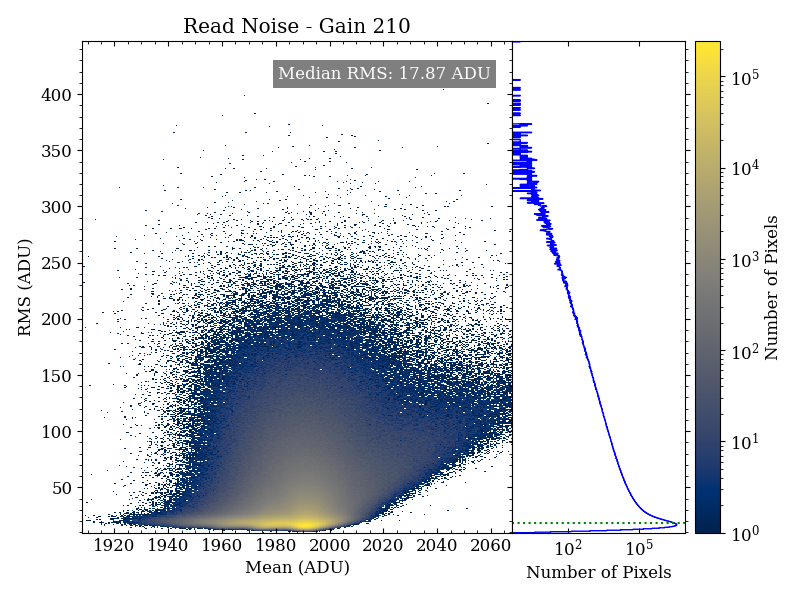 Read Noise - Gain 210
Median RMS: 17.87 ADU
RMS (ADU)
400
350
300
250
200
150
100
50
1920 1940 1960 1980 2000 2020 2040 2060
Mean (ADU)
10² 10⁵
Number of Pixels
10⁵
10⁴
10³
10²
10¹
10⁰
Number of Pixels